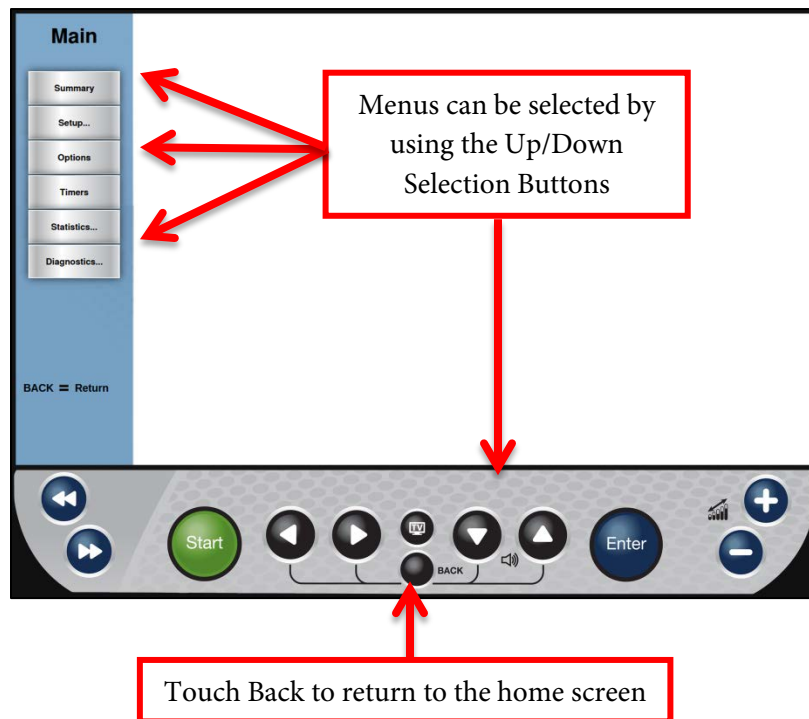 Main
Summary
Setup...
Options
Timers
Statistics...
Diagnostics...
BACK = Return
Menus can be selected by
using the Up/Down
Selection Buttons
Start
TV
BACK
Enter
Touch Back to return to the home screen